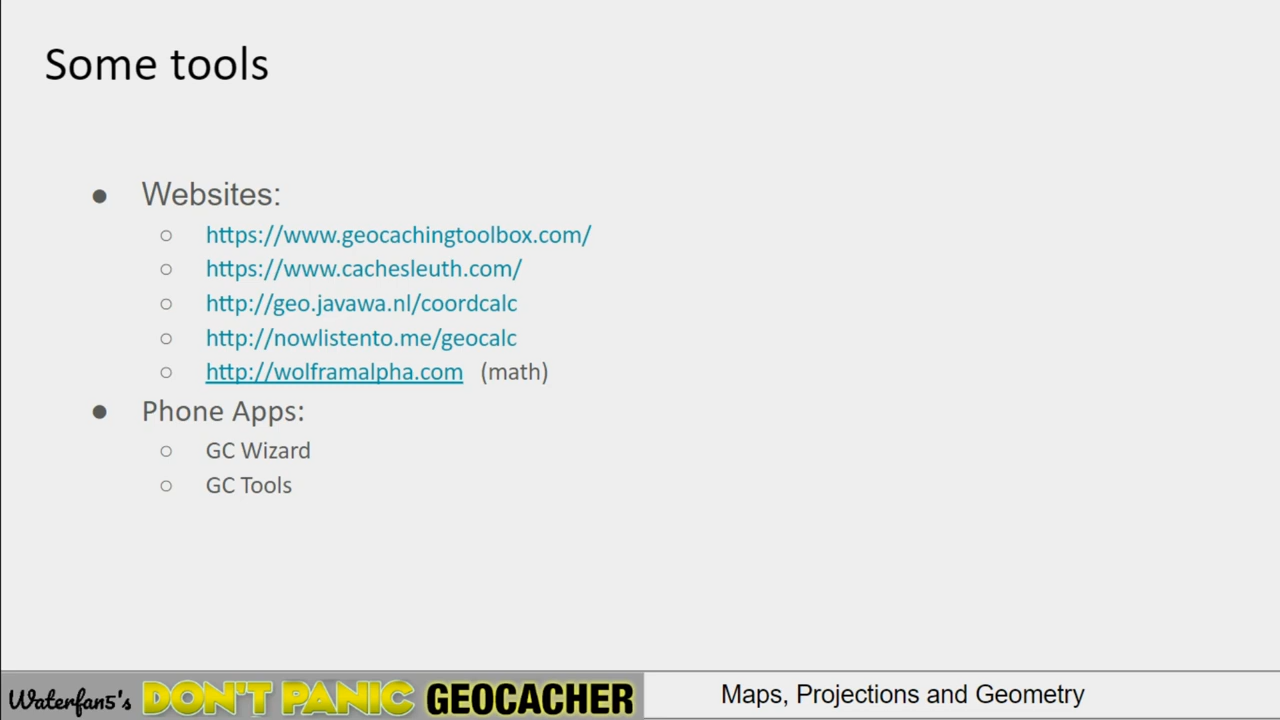 Some tools
● Websites:
○ https://www.geocachingtoolbox.com/
○ https://www.cachesleuth.com/
○ http://geo.javawa.nl/coordcalc
○ http://nowlistento.me/geocalc
○ http://wolframalpha.com (math)
● Phone Apps:
○ GC Wizard
○ GC Tools
Waterfan5's DON'T PANIC GEOCACHER
Maps, Projections and Geometry